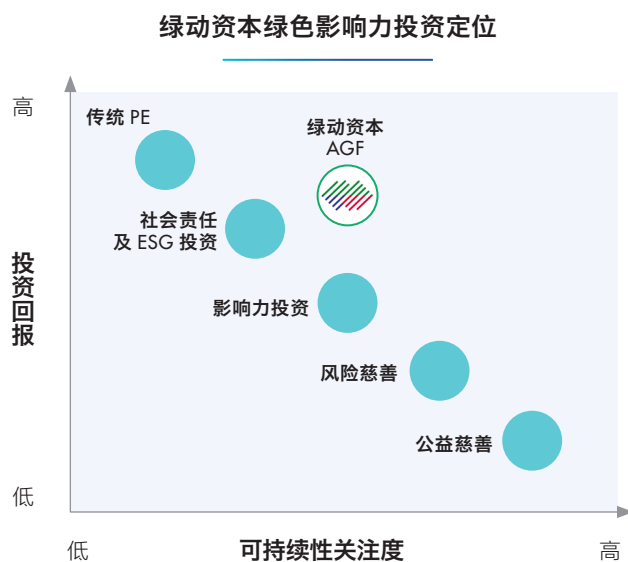 绿动资本绿色影响力投资定位
高
传统 PE
绿动资本
AGF
社会责任
及 ESG 投资
投资回报
影响力投资
风险慈善
公益慈善
低
低
可持续性关注度
高